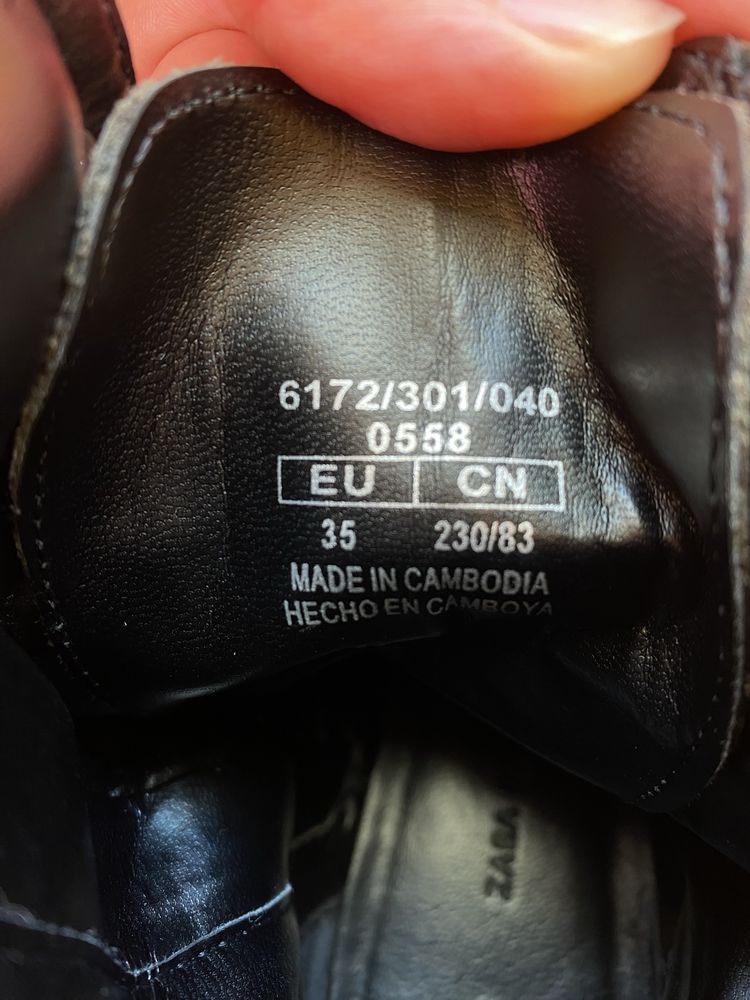 6172/301/040
0558
EU CN
35 230/83
MADE IN CAMBODIA
HECHO EN CAMBOYA
ZARA